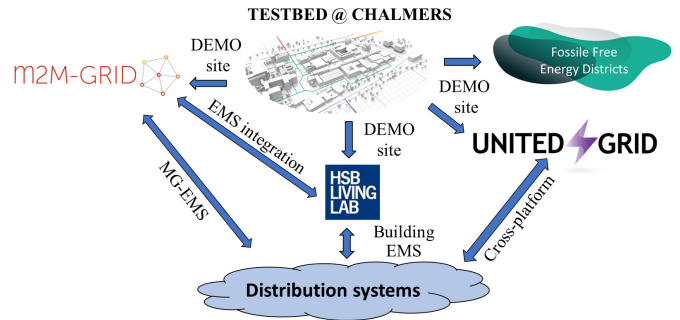 TESTBED @ CHALMERS
DEMO
site
m2M-GRID
Fossile Free
Energy Districts
DEMO
site
DEMO
site
EMS integration
UNITED GRID
HSB
LIVING
LAB
MG-EMS
Cross-platform
Building
EMS
Distribution systems